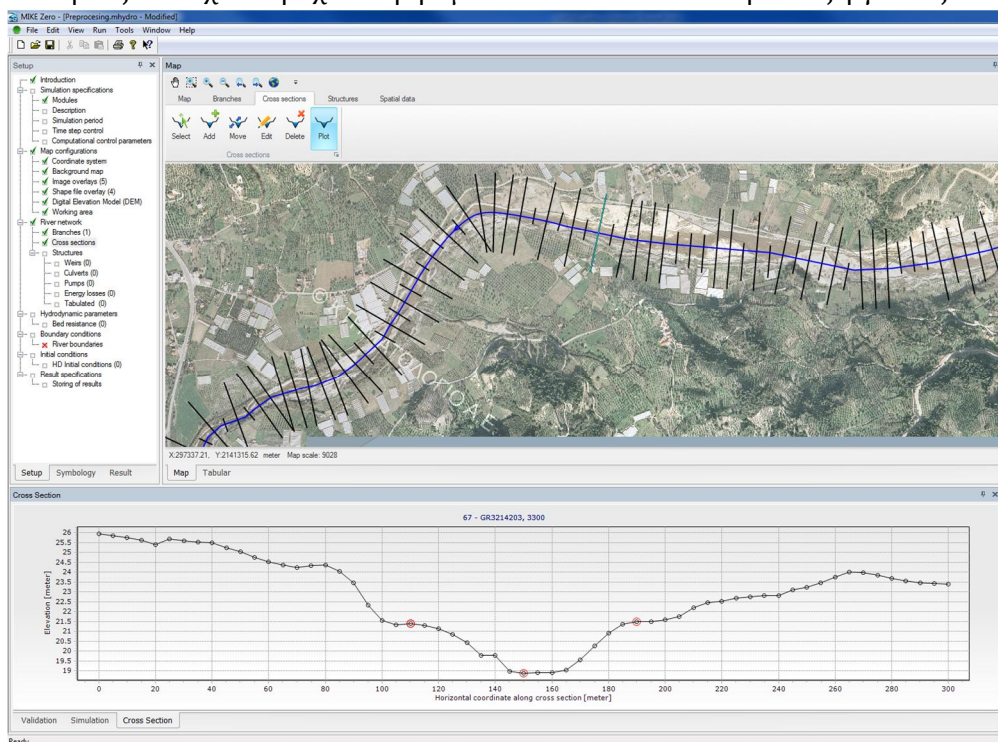 MIKE Zero - [Preprocesing.mhydro - Modified]
File Edit View Run Tools Window Help
Setup
Introduction
Simulation specifications
Modules
Description
Simulation period
Time step control
Computational control parameters
Map configurations
Coordinate system
Background map
Image overlays (5)
Shape file overlay (4)
Digital Elevation Model (DEM)
Working area
River network
Branches (1)
Cross sections
Structures
Weirs (0)
Culverts (0)
Pumps (0)
Energy losses (0)
Tabulated (0)
Hydrodynamic parameters
Bed resistance (0)
Boundary conditions
River boundaries
Initial conditions
HD Initial conditions (0)
Result specifications
Storing of results
Setup Symbology Result
Map
Map Branches Cross sections Structures Spatial data
Select Add Move Edit Delete Plot
Cross sections
X:297337.21, Y:2141315.62 meter Map scale: 9028
Map Tabular
Cross Section
67 - GR3214203, 3300
Elevation [meter]
26
25.5
25
24.5
24
23.5
23
22.5
22
21.5
21
20.5
20
19.5
19
0 20 40 60 80 100 120 140 160 180 200 220 240 260 280 300
Horizontal coordinate along cross section [meter]
Validation Simulation Cross Section
Ready